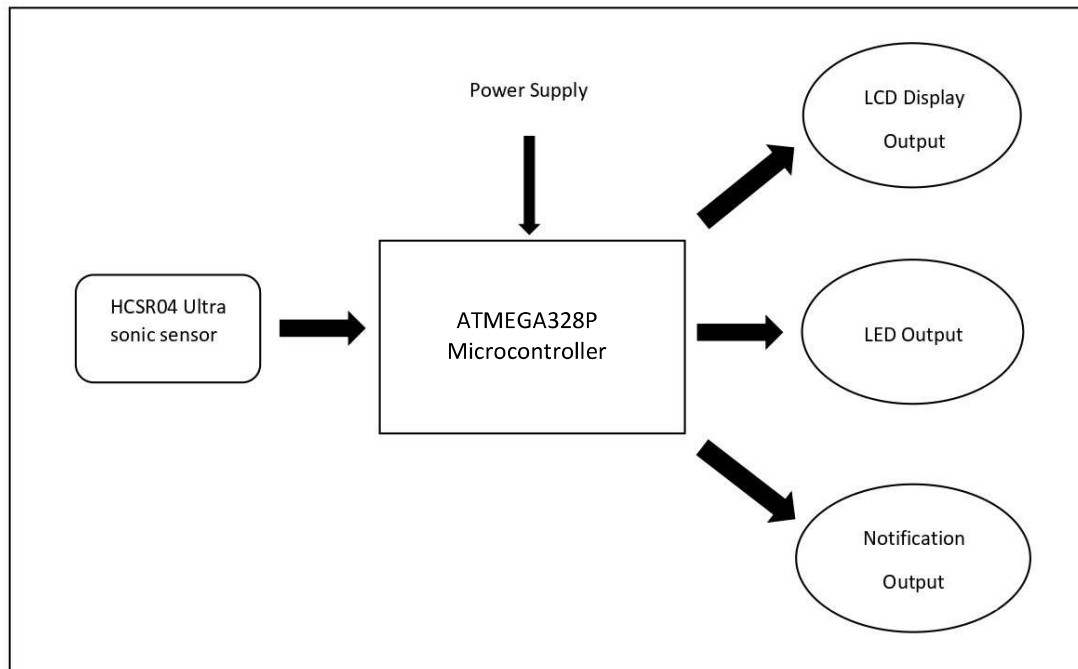 Power Supply
LCD Display
Output
HCSR04 Ultra
sonic sensor
ATMEGA328P
Microcontroller
LED Output
Notification
Output